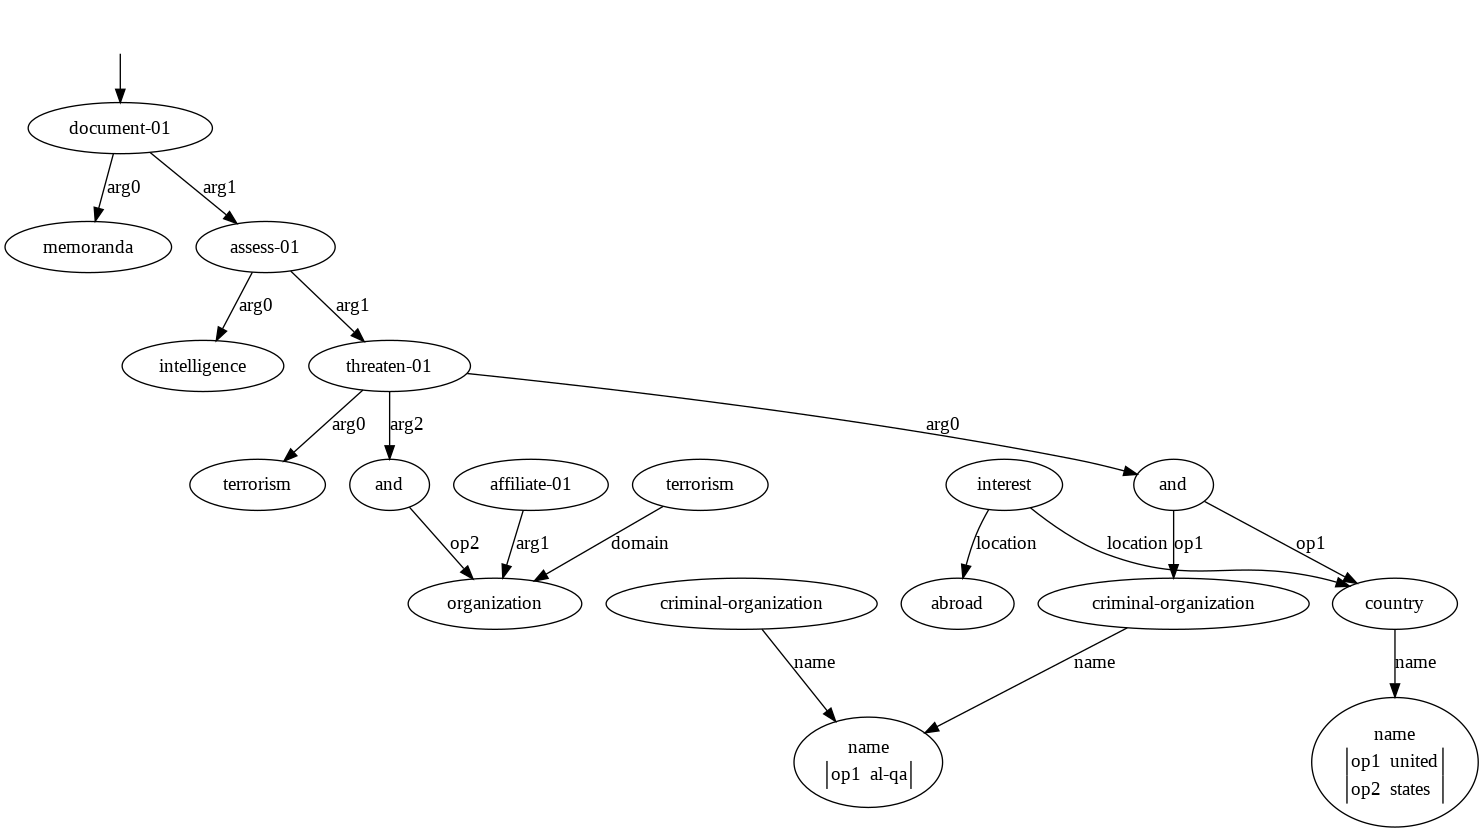 document-01
arg0 arg1
memoranda assess-01
arg0 arg1
intelligence threaten-01
arg0 arg2 arg0
terrorism and affiliate-01 terrorism interest and
op2 arg1 domain location location op1 op1
organization criminal-organization abroad criminal-organization country
name name name
name
op1 al-qa
name
op1 united
op2 states